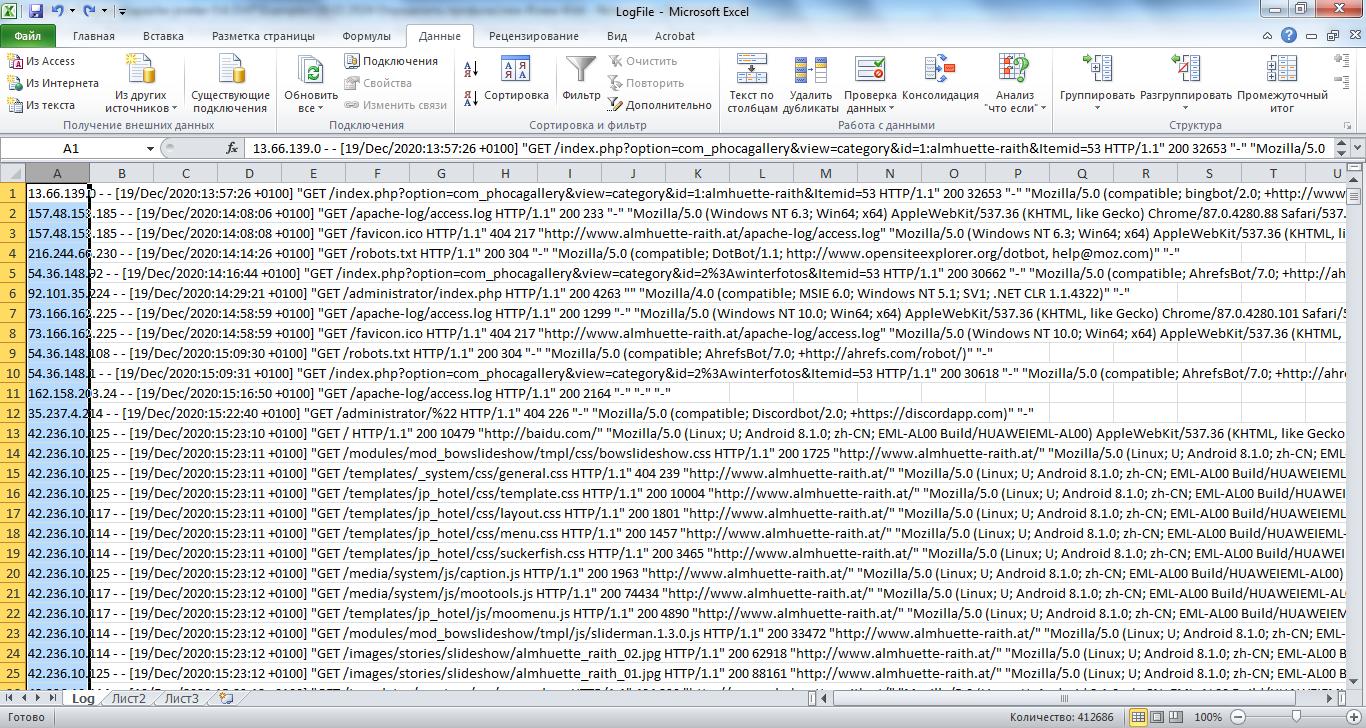 LogFile - Microsoft Excel
Файл Главная Вставка Разметка страницы Формулы Данные Рецензирование Вид Acrobat
Из Access
Из Интернета
Из текста
Из других источников
Существующие подключения
Получение внешних данных
Обновить все
Подключения
Свойства
Изменить связи
Подключения
Сортировка
Фильтр
Очистить
Повторить
Дополнительно
Сортировка и фильтр
Текст по столбцам
Удалить дубликаты
Проверка данных
Консолидация
Анализ "что если"
Работа с данными
Группировать
Разгруппировать
Промежуточный итог
Структура
A1 fx 13.66.139.0 - - [19/Dec/2020:13:57:26 +0100] "GET /index.php?option=com_phocagallery&view=category&id=1:almhuette-raith&Itemid=53 HTTP/1.1" 200 32653 "-" "Mozilla/5.0
A B C D E F G H I J K L M N O P Q R S T U
1 13.66.139.0 - - [19/Dec/2020:13:57:26 +0100] "GET /index.php?option=com_phocagallery&view=category&id=1:almhuette-raith&Itemid=53 HTTP/1.1" 200 32653 "-" "Mozilla/5.0 (compatible; bingbot/2.0; +http://www
2 157.48.153.185 - - [19/Dec/2020:14:08:06 +0100] "GET /apache-log/access.log HTTP/1.1" 200 233 "-" "Mozilla/5.0 (Windows NT 6.3; Win64; x64) AppleWebKit/537.36 (KHTML, like Gecko) Chrome/87.0.4280.88 Safari/537.
3 157.48.153.185 - - [19/Dec/2020:14:08:08 +0100] "GET /favicon.ico HTTP/1.1" 404 217 "http://www.almhuette-raith.at/apache-log/access.log" "Mozilla/5.0 (Windows NT 6.3; Win64; x64) AppleWebKit/537.36 (KHTML, li
4 216.244.66.230 - - [19/Dec/2020:14:14:26 +0100] "GET /robots.txt HTTP/1.1" 200 304 "-" "Mozilla/5.0 (compatible; DotBot/1.1; http://www.opensiteexplorer.org/dotbot, help@moz.com)" "-"
5 54.36.148.92 - - [19/Dec/2020:14:16:44 +0100] "GET /index.php?option=com_phocagallery&view=category&id=2%3Awinterfotos&Itemid=53 HTTP/1.1" 200 30662 "-" "Mozilla/5.0 (compatible; AhrefsBot/7.0; +http://ah
6 92.101.35.224 - - [19/Dec/2020:14:29:21 +0100] "GET /administrator/index.php HTTP/1.1" 200 4263 "" "Mozilla/4.0 (compatible; MSIE 6.0; Windows NT 5.1; SV1; .NET CLR 1.1.4322)" "-"
7 73.166.162.225 - - [19/Dec/2020:14:58:59 +0100] "GET /apache-log/access.log HTTP/1.1" 200 1299 "-" "Mozilla/5.0 (Windows NT 10.0; Win64; x64) AppleWebKit/537.36 (KHTML, like Gecko) Chrome/87.0.4280.101 Safari/5
8 73.166.162.225 - - [19/Dec/2020:14:58:59 +0100] "GET /favicon.ico HTTP/1.1" 404 217 "http://www.almhuette-raith.at/apache-log/access.log" "Mozilla/5.0 (Windows NT 10.0; Win64; x64) AppleWebKit/537.36 (KHTML,
9 54.36.148.108 - - [19/Dec/2020:15:09:30 +0100] "GET /robots.txt HTTP/1.1" 200 304 "-" "Mozilla/5.0 (compatible; AhrefsBot/7.0; +http://ahrefs.com/robot/)" "-"
10 54.36.148.1 - - [19/Dec/2020:15:09:31 +0100] "GET /index.php?option=com_phocagallery&view=category&id=2%3Awinterfotos&Itemid=53 HTTP/1.1" 200 30618 "-" "Mozilla/5.0 (compatible; AhrefsBot/7.0; +http://ahre
11 162.158.203.24 - - [19/Dec/2020:15:16:50 +0100] "GET /apache-log/access.log HTTP/1.1" 200 2164 "-" "-" "-"
12 35.237.4.214 - - [19/Dec/2020:15:22:40 +0100] "GET /administrator/%22 HTTP/1.1" 404 226 "-" "Mozilla/5.0 (compatible; Discordbot/2.0; +https://discordapp.com)" "-"
13 42.236.10.125 - - [19/Dec/2020:15:23:10 +0100] "GET / HTTP/1.1" 200 10479 "http://baidu.com/" "Mozilla/5.0 (Linux; U; Android 8.1.0; zh-CN; EML-AL00 Build/HUAWEIEML-AL00) AppleWebKit/537.36 (KHTML, like Gecko
14 42.236.10.125 - - [19/Dec/2020:15:23:11 +0100] "GET /modules/mod_bowslideshow/tmpl/css/bowslideshow.css HTTP/1.1" 200 1725 "http://www.almhuette-raith.at/" "Mozilla/5.0 (Linux; U; Android 8.1.0; zh-CN; EML-AL
15 42.236.10.125 - - [19/Dec/2020:15:23:11 +0100] "GET /templates/_system/css/general.css HTTP/1.1" 404 239 "http://www.almhuette-raith.at/" "Mozilla/5.0 (Linux; U; Android 8.1.0; zh-CN; EML-AL00 Build/HUAWEIEML
16 42.236.10.125 - - [19/Dec/2020:15:23:11 +0100] "GET /templates/jp_hotel/css/template.css HTTP/1.1" 200 10004 "http://www.almhuette-raith.at/" "Mozilla/5.0 (Linux; U; Android 8.1.0; zh-CN; EML-AL00 Build/HUAWE
17 42.236.10.117 - - [19/Dec/2020:15:23:11 +0100] "GET /templates/jp_hotel/css/layout.css HTTP/1.1" 200 1801 "http://www.almhuette-raith.at/" "Mozilla/5.0 (Linux; U; Android 8.1.0; zh-CN; EML-AL00 Build/HUAWEIEM
18 42.236.10.114 - - [19/Dec/2020:15:23:11 +0100] "GET /templates/jp_hotel/css/menu.css HTTP/1.1" 200 1457 "http://www.almhuette-raith.at/" "Mozilla/5.0 (Linux; U; Android 8.1.0; zh-CN; EML-AL00 Build/HUAWEIEML
19 42.236.10.114 - - [19/Dec/2020:15:23:11 +0100] "GET /templates/jp_hotel/css/suckerfish.css HTTP/1.1" 200 3465 "http://www.almhuette-raith.at/" "Mozilla/5.0 (Linux; U; Android 8.1.0; zh-CN; EML-AL00 Build/HUAWEI
20 42.236.10.114 - - [19/Dec/2020:15:23:12 +0100] "GET /media/system/js/caption.js HTTP/1.1" 200 1963 "http://www.almhuette-raith.at/" "Mozilla/5.0 (Linux; U; Android 8.1.0; zh-CN; EML-AL00 Build/HUAWEIEML-AL00)
21 42.236.10.117 - - [19/Dec/2020:15:23:12 +0100] "GET /media/system/js/mootools.js HTTP/1.1" 200 74434 "http://www.almhuette-raith.at/" "Mozilla/5.0 (Linux; U; Android 8.1.0; zh-CN; EML-AL00 Build/HUAWEIEML-AL
22 42.236.10.117 - - [19/Dec/2020:15:23:12 +0100] "GET /templates/jp_hotel/js/moomenu.js HTTP/1.1" 200 4890 "http://www.almhuette-raith.at/" "Mozilla/5.0 (Linux; U; Android 8.1.0; zh-CN; EML-AL00 Build/HUAWEIEM
23 42.236.10.114 - - [19/Dec/2020:15:23:12 +0100] "GET /modules/mod_bowslideshow/tmpl/js/sliderman.1.3.0.js HTTP/1.1" 200 33472 "http://www.almhuette-raith.at/" "Mozilla/5.0 (Linux; U; Android 8.1.0; zh-CN; EML-
24 42.236.10.114 - - [19/Dec/2020:15:23:12 +0100] "GET /images/stories/slideshow/almhuette_raith_02.jpg HTTP/1.1" 200 62918 "http://www.almhuette-raith.at/" "Mozilla/5.0 (Linux; U; Android 8.1.0; zh-CN; EML-AL00
25 42.236.10.125 - - [19/Dec/2020:15:23:12 +0100] "GET /images/stories/slideshow/almhuette_raith_01.jpg HTTP/1.1" 200 88161 "http://www.almhuette-raith.at/" "Mozilla/5.0 (Linux; U; Android 8.1.0; zh-CN; EML-AL00
Log Лист2 Лист3
Готово Количество: 412686 100%